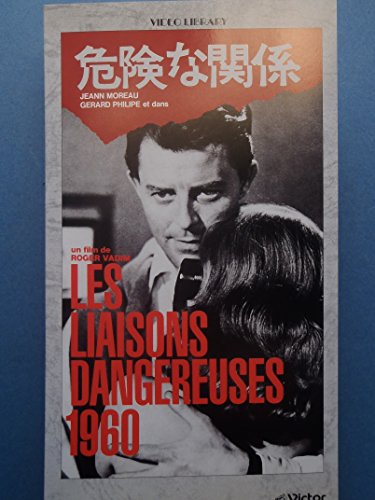 VIDEO LIBRARY
危険な関係
JEANN MOREAU
GERARD PHILIPE et dans
un film de
ROGER VADIM
LES
LIAISONS
DANGEREUSES
1960
Victor